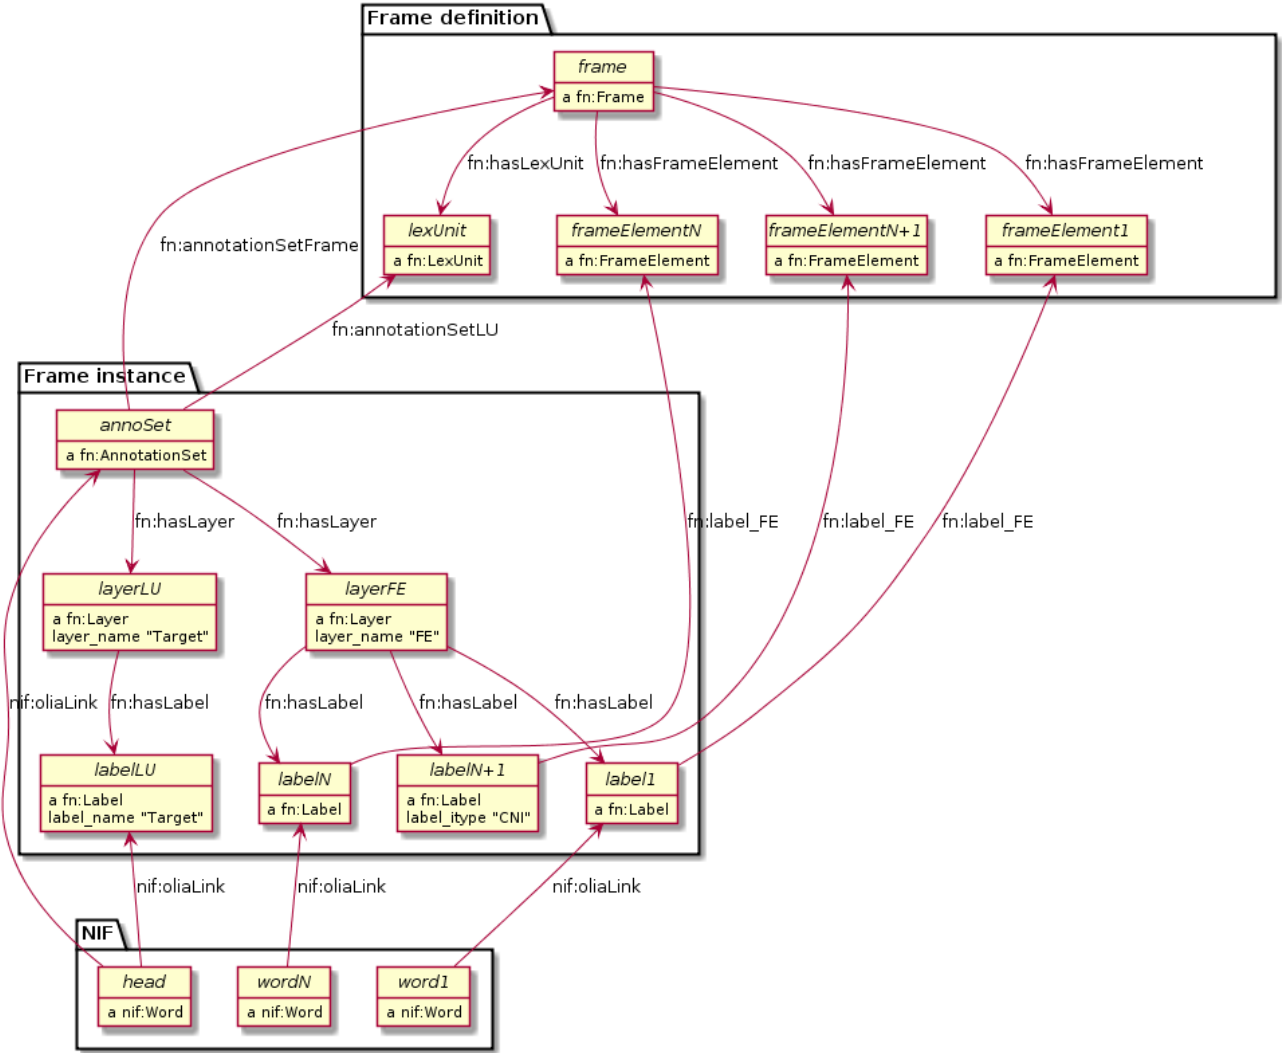 Frame definition
frame
a fn:Frame
fn:hasLexUnit
fn:hasFrameElement
fn:hasFrameElement
fn:hasFrameElement
lexUnit
a fn:LexUnit
frameElementN
a fn:FrameElement
frameElementN+1
a fn:FrameElement
frameElement1
a fn:FrameElement
fn:annotationSetFrame
fn:annotationSetLU
Frame instance
annoSet
a fn:AnnotationSet
fn:hasLayer
fn:hasLayer
fn:label_FE
fn:label_FE
fn:label_FE
layerLU
a fn:Layer
layer_name "Target"
layerFE
a fn:Layer
layer_name "FE"
nif:oliaLink
fn:hasLabel
fn:hasLabel
fn:hasLabel
fn:hasLabel
labelLU
a fn:Label
label_name "Target"
labelN
a fn:Label
labelN+1
a fn:Label
label_itype "CNI"
label1
a fn:Label
nif:oliaLink
nif:oliaLink
nif:oliaLink
NIF
head
a nif:Word
wordN
a nif:Word
word1
a nif:Word